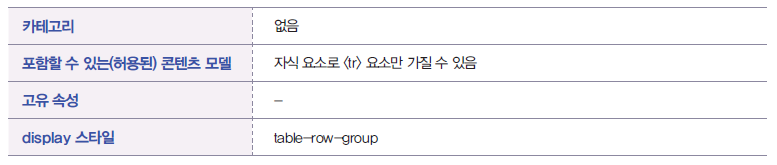 카테고리 없음
포함할 수 있는(허용된) 콘텐츠 모델 자식 요소로 <tr> 요소만 가질 수 있음
고유 속성 -
display 스타일 table-row-group